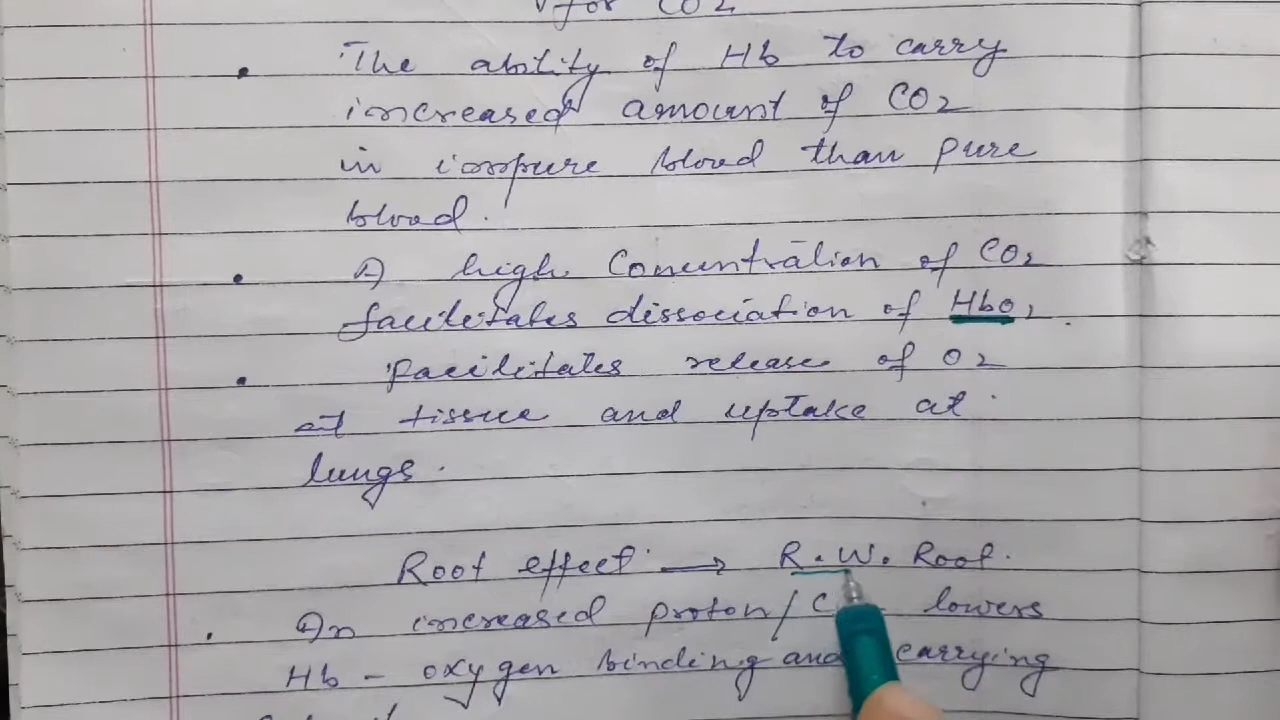 for CO2
• The ability of Hb to carry
increased amount of CO2
in impure blood than pure
blood.
• A high Concentration of CO2
facilitates dissociation of HbO2.
• Facilitates release of O2
at tissue and uptake at
lungs.
Root effect → R.W. Root.
• An increased proton/C lowers
Hb - oxygen binding and carrying